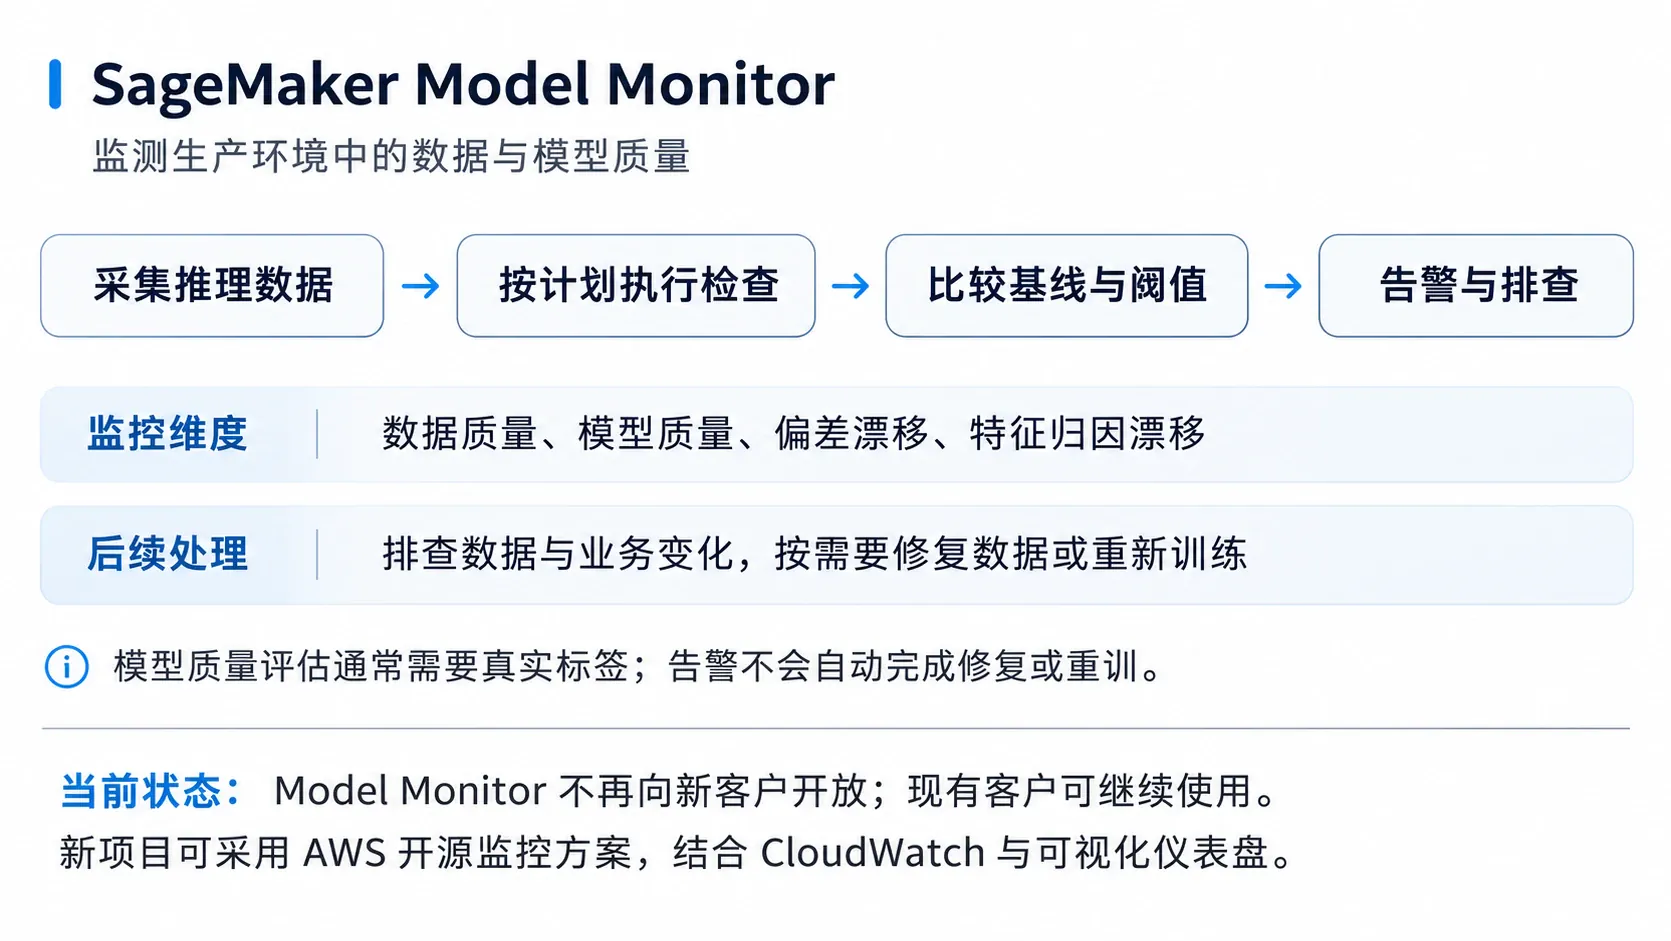 SageMaker Model Monitor
监测生产环境中的数据与模型质量
采集推理数据 → 按计划执行检查 → 比较基线与阈值 → 告警与排查
监控维度 数据质量、模型质量、偏差漂移、特征归因漂移
后续处理 排查数据与业务变化，按需要修复数据或重新训练
模型质量评估通常需要真实标签；告警不会自动完成修复或重训。
当前状态： Model Monitor 不再向新客户开放；现有客户可继续使用。
新项目可采用 AWS 开源监控方案，结合 CloudWatch 与可视化仪表盘。